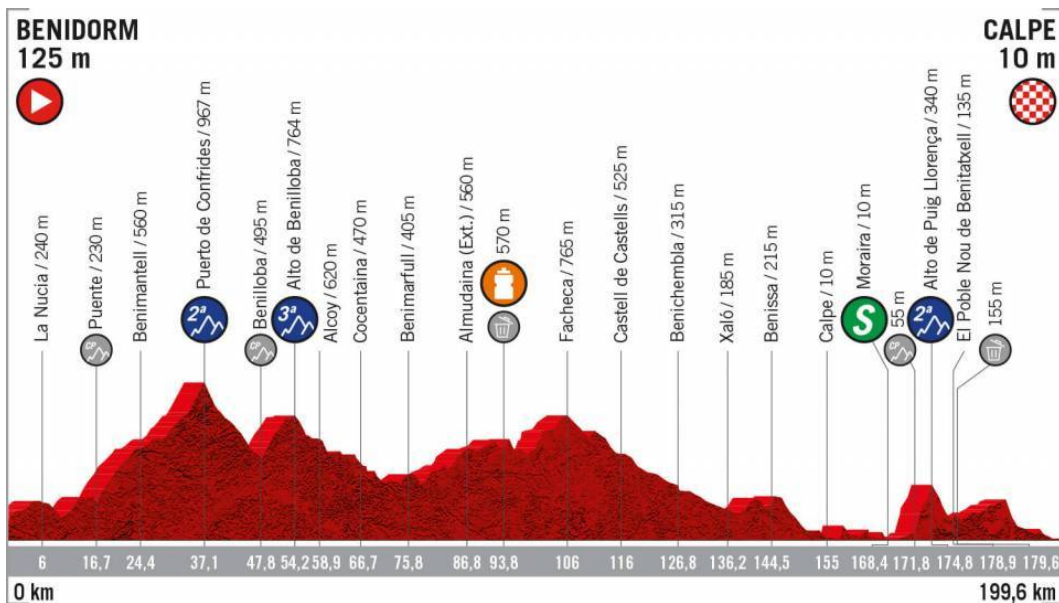 BENIDORM
125 m
CALPE
10 m
La Nucia / 240 m
Puente / 230 m
Benimantell / 560 m
Puerto de Confrides / 967 m
Benilloba / 495 m
Alto de Benilloba / 764 m
Alcoy / 620 m
Cocentaina / 470 m
Benimarfull / 405 m
Almudaina (Ext.) / 560 m
570 m
Facheca / 765 m
Castell de Castells / 525 m
Benichembla / 315 m
Xaló / 185 m
Benissa / 215 m
Calpe / 10 m
Moraira / 10 m
55 m
Alto de Puig Llorença / 340 m
El Poble Nou de Benitatxell / 135 m
155 m
CP
2ª
CP
3ª
S
CP
2ª
6 16,7 24,4 37,1 47,8 54,2 58,9 66,7 75,8 86,8 93,8 106 116 126,8 136,2 144,5 155 168,4 171,8 174,8 178,9 179,6
0 km
199,6 km